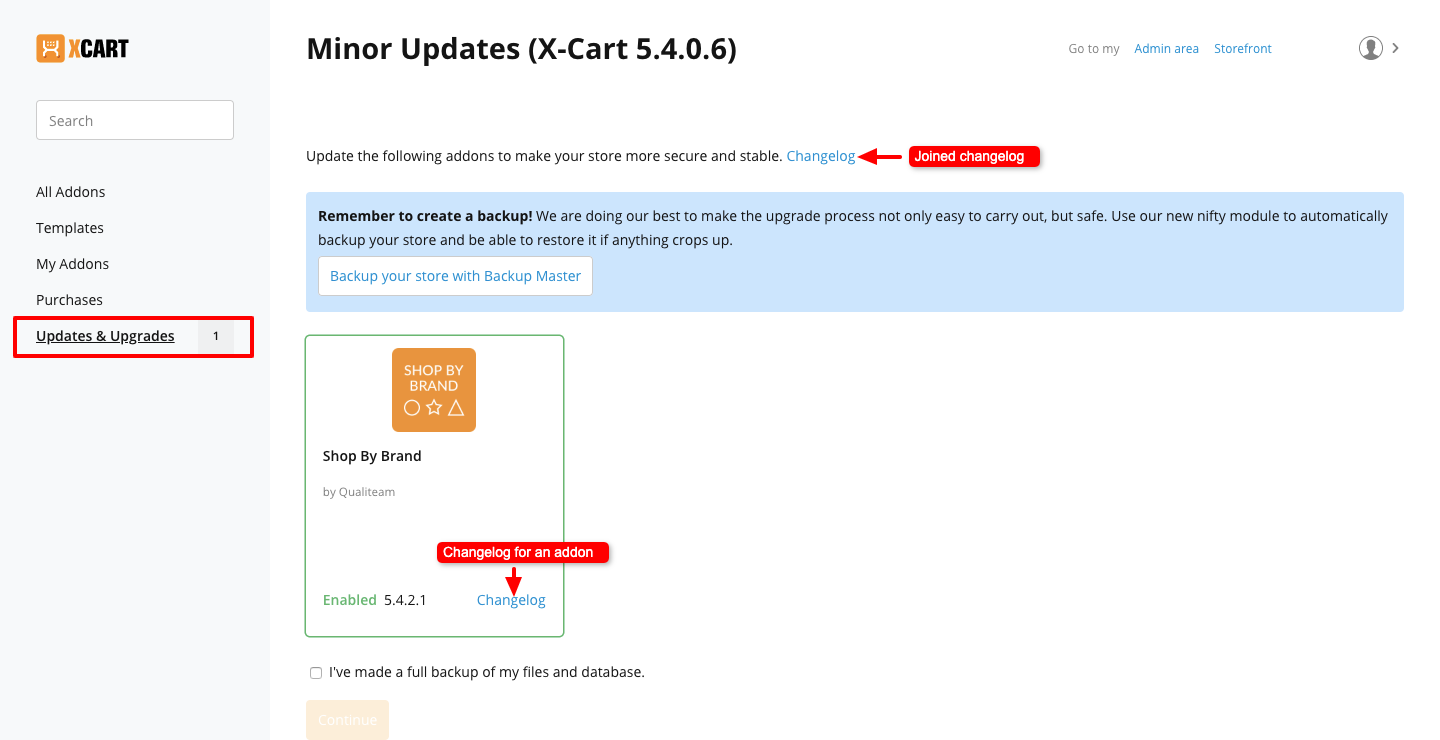 XCART
Minor Updates (X-Cart 5.4.0.6)
Go to my Admin area Storefront
Search
All Addons
Templates
My Addons
Purchases
Updates & Upgrades 1
Update the following addons to make your store more secure and stable. Changelog
Joined changelog
Remember to create a backup! We are doing our best to make the upgrade process not only easy to carry out, but safe. Use our new nifty module to automatically
backup your store and be able to restore it if anything crops up.
Backup your store with Backup Master
SHOP BY
BRAND
Shop By Brand
by Qualiteam
Changelog for an addon
Enabled 5.4.2.1 Changelog
I've made a full backup of my files and database.
Continue